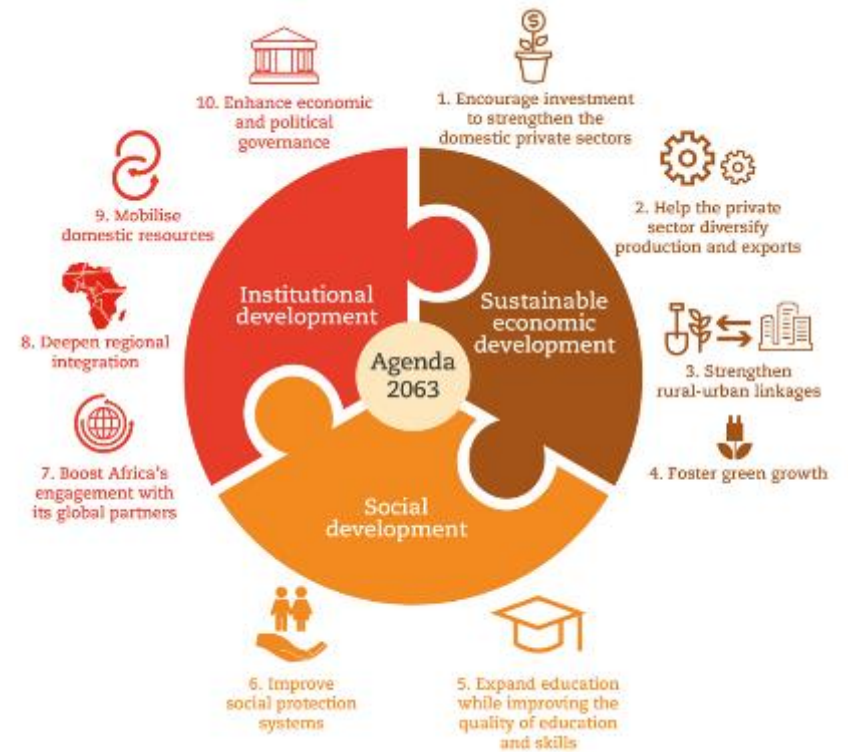 10. Enhance economic
and political
governance
1. Encourage investment
to strengthen the
domestic private sectors
9. Mobilise
domestic resources
2. Help the private
sector diversify
production and exports
Institutional
development
Sustainable
economic
development
8. Deepen regional
integration
Agenda
2063
3. Strengthen
rural-urban linkages
7. Boost Africa's
engagement with
its global partners
4. Foster green growth
Social
development
6. Improve
social protection
systems
5. Expand education
while improving the
quality of education
and skills
$